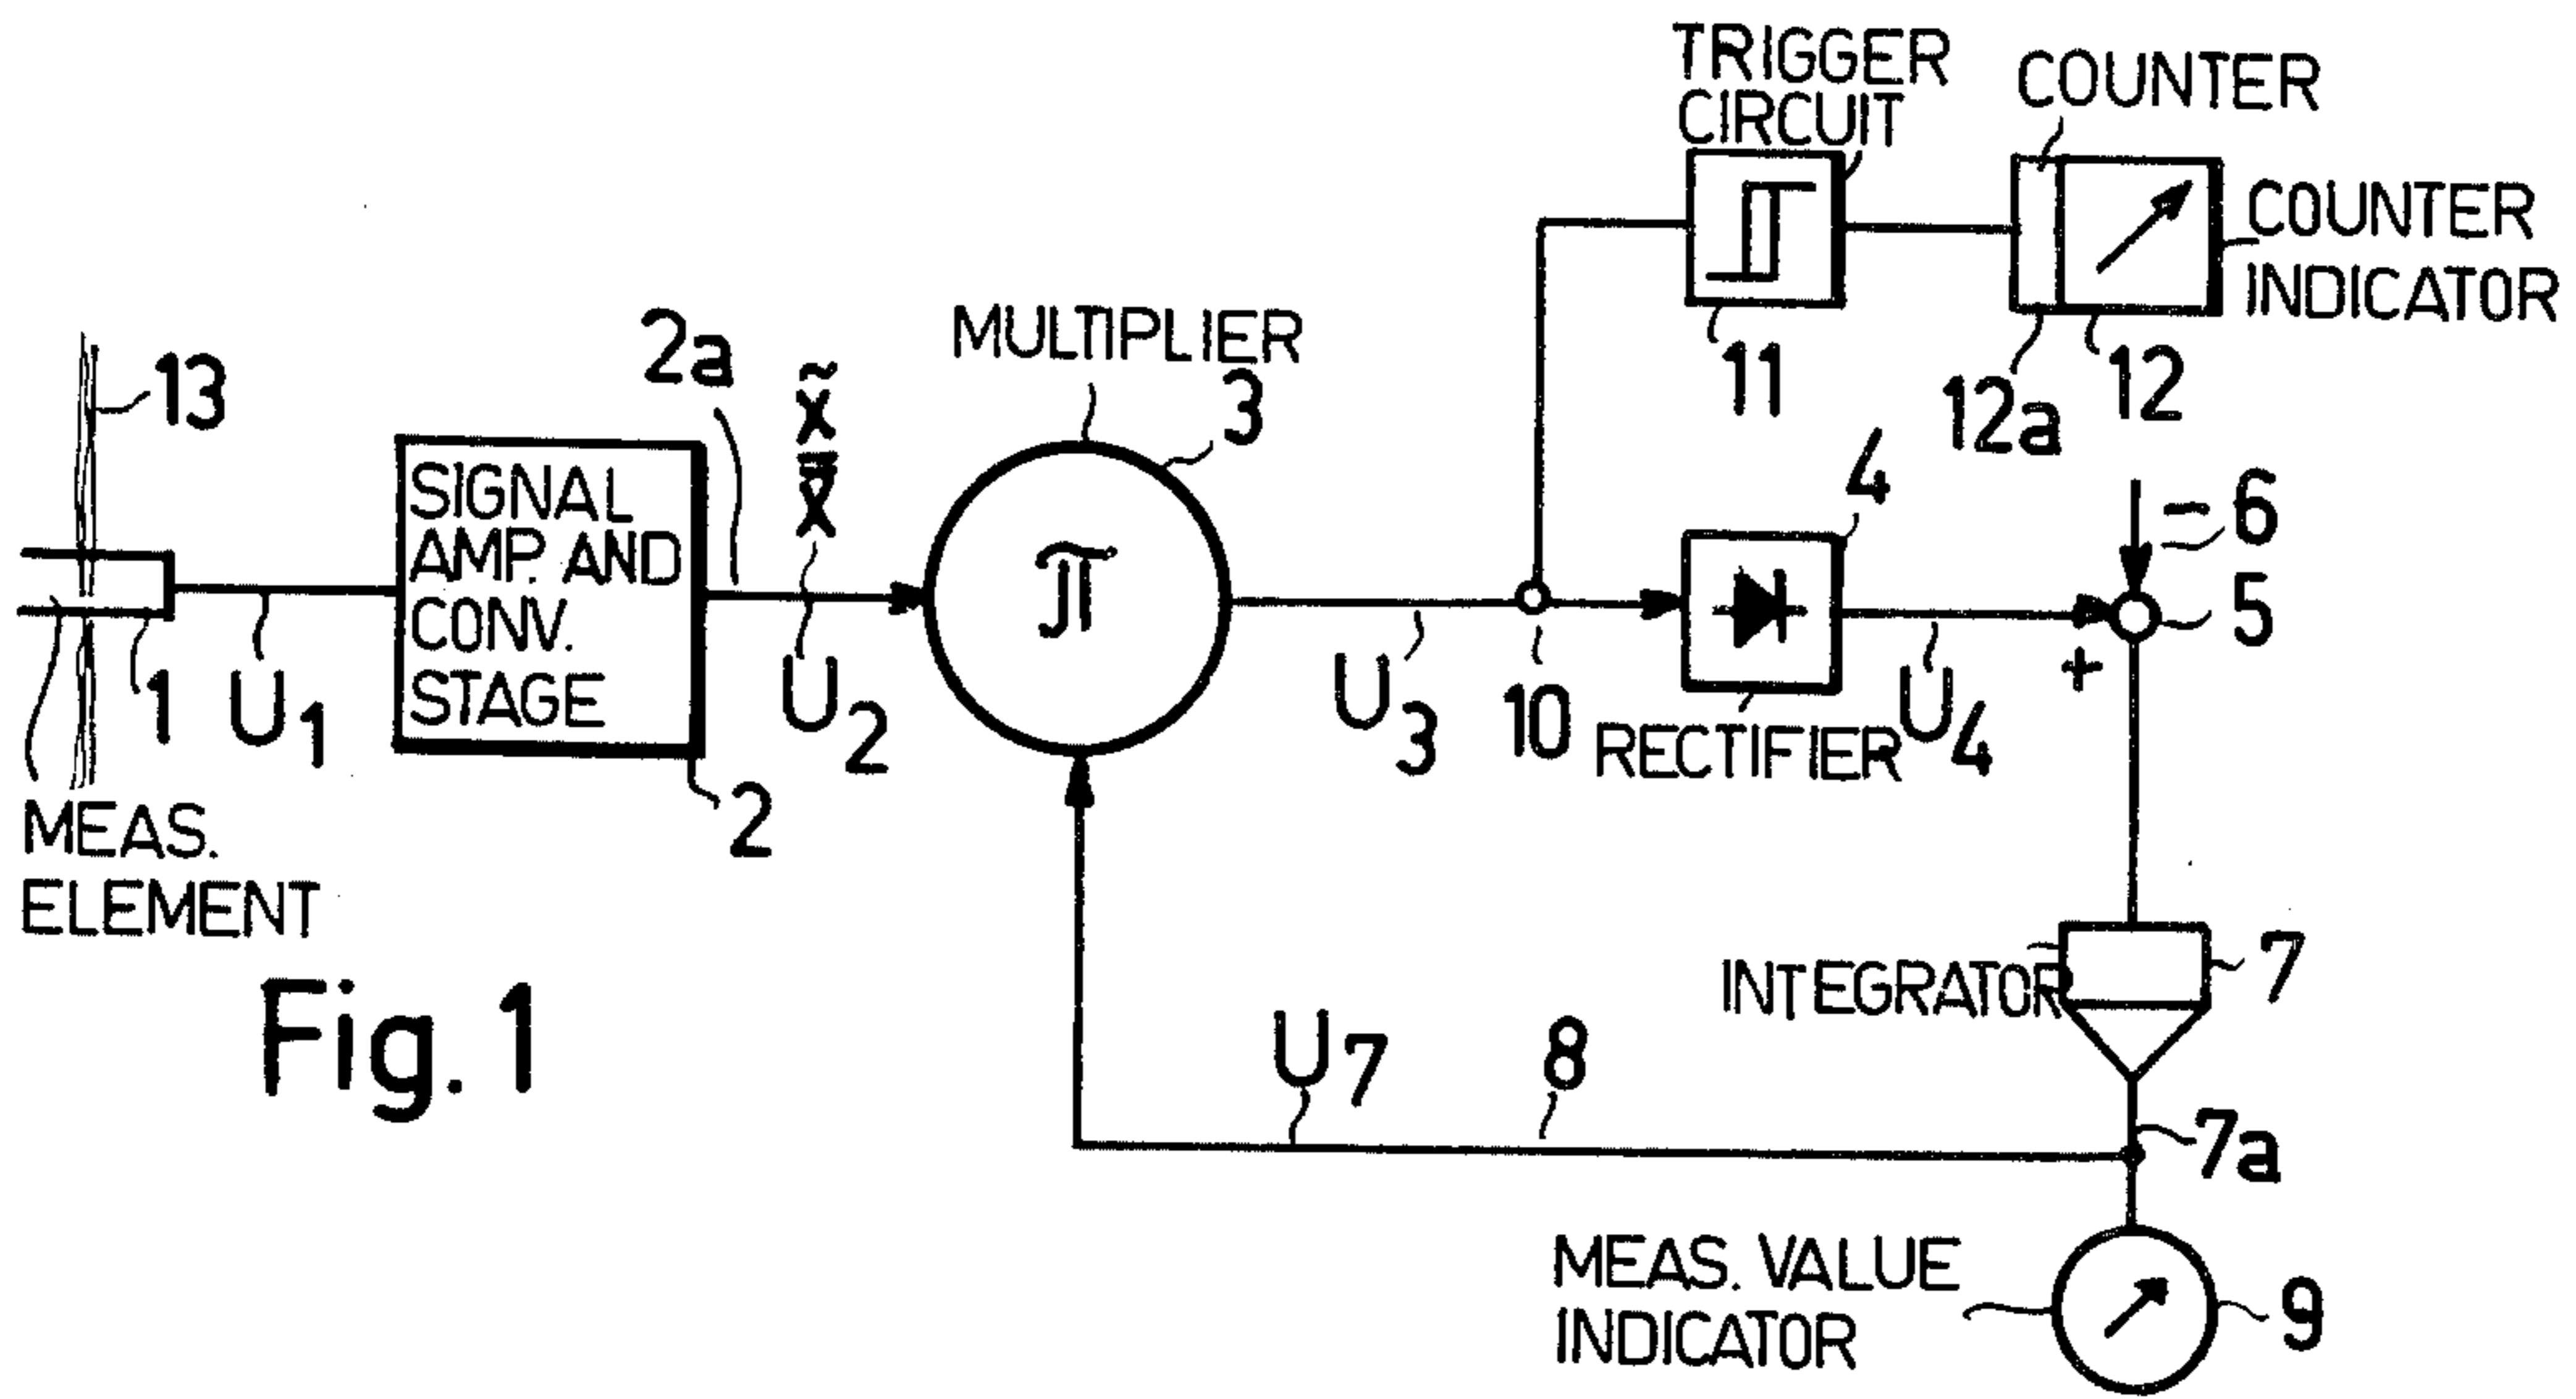 TRIGGER
CIRCUIT
COUNTER
COUNTER
INDICATOR
11
12a
12
13
2a
x̃
x̿
MULTIPLIER
3
4
- 6
5
+
SIGNAL
AMP. AND
CONV.
STAGE
π
1
U1
U2
2
U3
10
RECTIFIER
U4
MEAS.
ELEMENT
INTEGRATOR
7
Fig. 1
U7
8
7a
MEAS. VALUE
INDICATOR
9